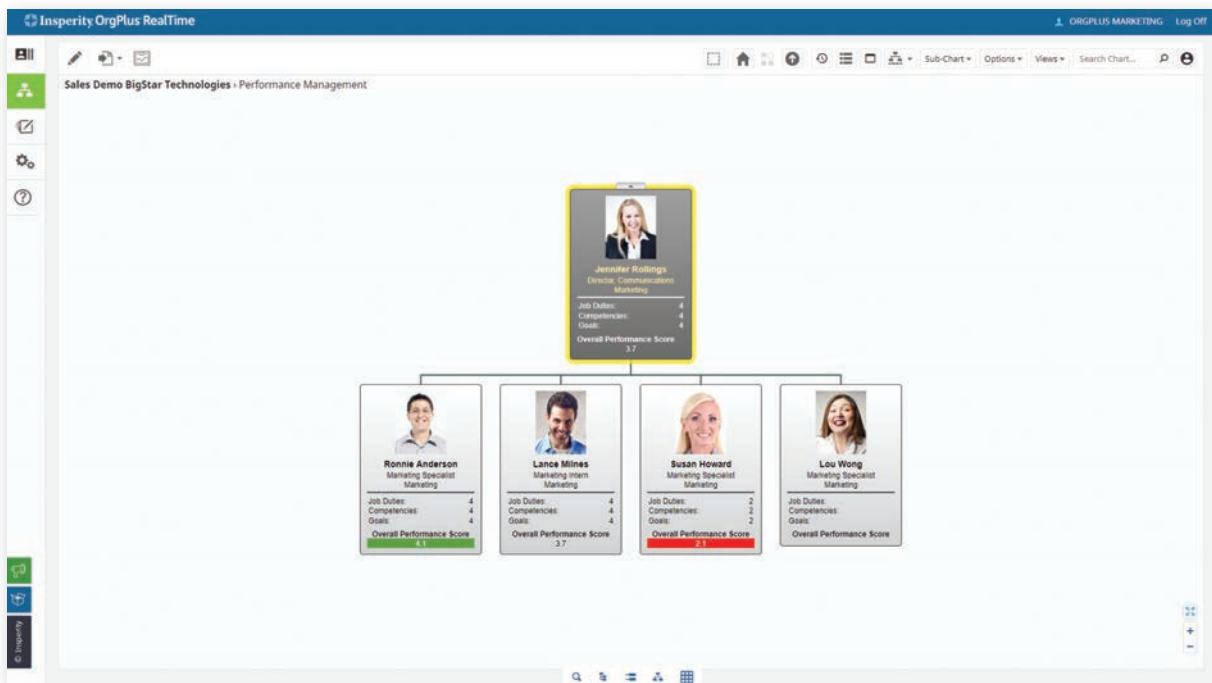 Insperity OrgPlus RealTime
ORGPLUS MARKETING Log Off
Sub-Chart Options Views Search Chart...
Sales Demo BigStar Technologies › Performance Management
Jennifer Rollings
Director, Communications
Marketing
Job Duties: 4
Competencies: 4
Goals: 4
Overall Performance Score
3.7
Ronnie Anderson
Marketing Specialist
Marketing
Job Duties: 4
Competencies: 4
Goals: 4
Overall Performance Score
4.1
Lance Milnes
Marketing Intern
Marketing
Job Duties: 4
Competencies: 4
Goals: 4
Overall Performance Score
3.7
Susan Howard
Marketing Specialist
Marketing
Job Duties: 2
Competencies: 2
Goals: 2
Overall Performance Score
2.1
Lou Wong
Marketing Specialist
Marketing
Job Duties:
Competencies:
Goals:
Overall Performance Score
© Insperity